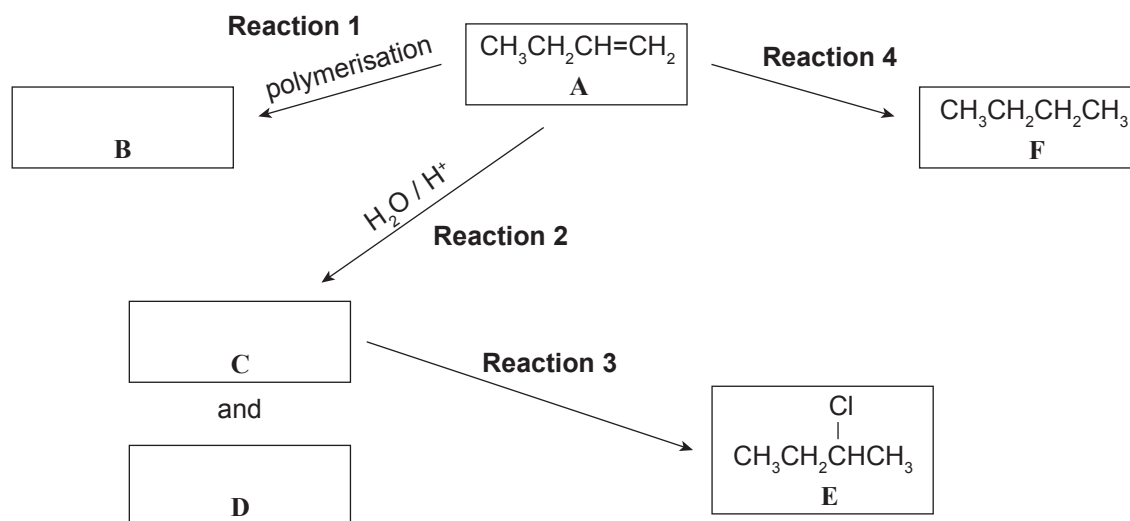 Reaction 1
polymerisation
CH₃CH₂CH=CH₂
A
Reaction 4
B
CH₃CH₂CH₂CH₃
F
H₂O / H⁺
Reaction 2
C
and
D
Reaction 3
Cl
CH₃CH₂CHCH₃
E